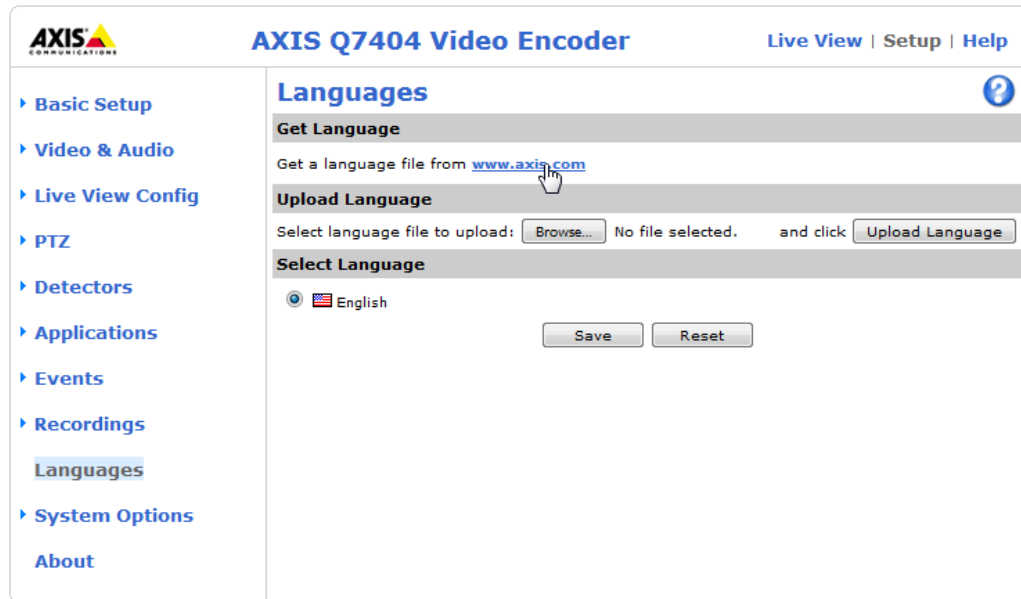 AXIS
COMMUNICATIONS
AXIS Q7404 Video Encoder
Live View | Setup | Help
Basic Setup
Video & Audio
Live View Config
PTZ
Detectors
Applications
Events
Recordings
Languages
System Options
About
Languages
?
Get Language
Get a language file from www.axis.com
Upload Language
Select language file to upload: Browse... No file selected. and click Upload Language
Select Language
English
Save Reset